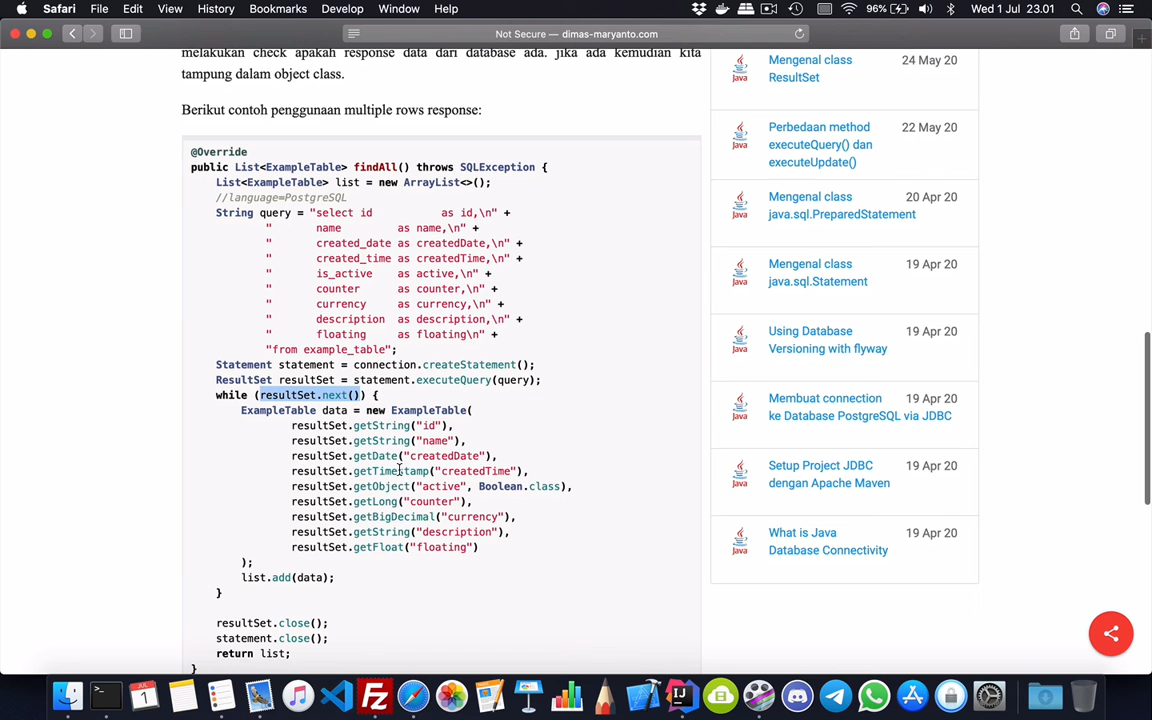 Safari File Edit View History Bookmarks Develop Window Help 96% Wed 1 Jul 23.01
Not Secure — dimas-maryanto.com
melakukan check apakah response data dari database ada. jika ada kemudian kita
tampung dalam object class.
Berikut contoh penggunaan multiple rows response:
@Override
public List<ExampleTable> findAll() throws SQLException {
List<ExampleTable> list = new ArrayList<>();
//language=PostgreSQL
String query = "select id as id,\n" +
" name as name,\n" +
" created_date as createdDate,\n" +
" created_time as createdTime,\n" +
" is_active as active,\n" +
" counter as counter,\n" +
" currency as currency,\n" +
" description as description,\n" +
" floating as floating\n" +
"from example_table";
Statement statement = connection.createStatement();
ResultSet resultSet = statement.executeQuery(query);
while (resultSet.next()) {
ExampleTable data = new ExampleTable(
resultSet.getString("id"),
resultSet.getString("name"),
resultSet.getDate("createdDate"),
resultSet.getTimestamp("createdTime"),
resultSet.getObject("active", Boolean.class),
resultSet.getLong("counter"),
resultSet.getBigDecimal("currency"),
resultSet.getString("description"),
resultSet.getFloat("floating")
);
list.add(data);
}
resultSet.close();
statement.close();
return list;
}
Java
Mengenal class 24 May 20
ResultSet
Java
Perbedaan method 22 May 20
executeQuery() dan
executeUpdate()
Java
Mengenal 20 Apr 20
java.sql.PreparedStatement
Java
Mengenal class 19 Apr 20
java.sql.Statement
Java
Using Database 19 Apr 20
Versioning with flyway
Java
Membuat connection 19 Apr 20
ke Database PostgreSQL via JDBC
Java
Setup Project JDBC 19 Apr 20
dengan Apache Maven
Java
What is Java 19 Apr 20
Database Connectivity